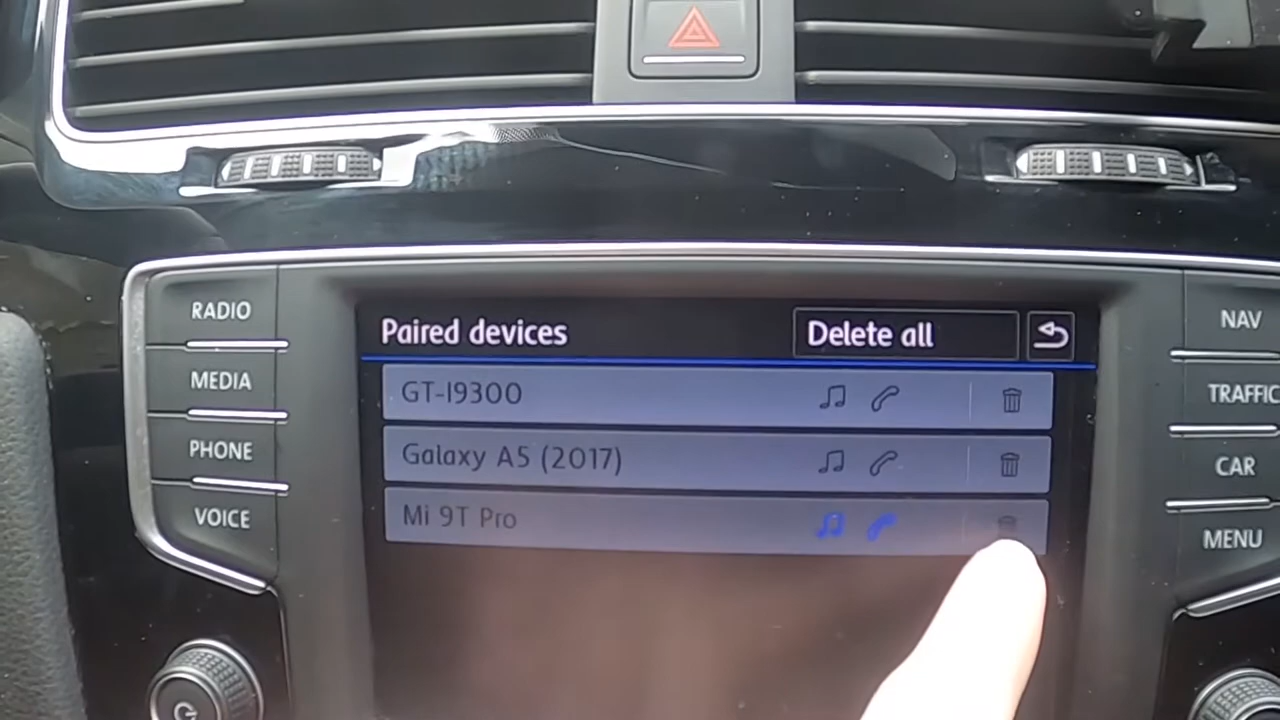 RADIO
MEDIA
PHONE
VOICE
Paired devices
Delete all
GT-I9300
Galaxy A5 (2017)
Mi 9T Pro
NAV
TRAFFIC
CAR
MENU